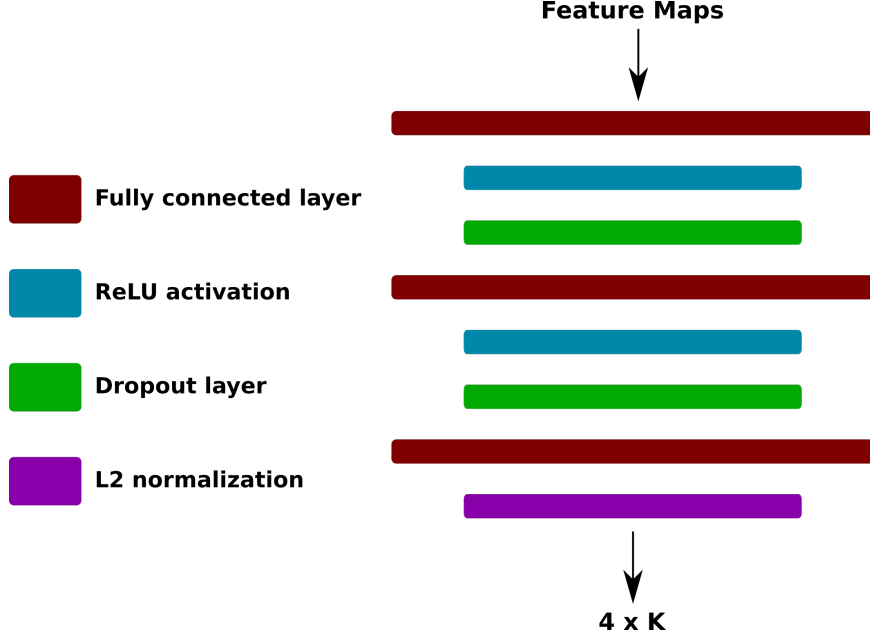 Feature Maps
Fully connected layer
ReLU activation
Dropout layer
L2 normalization
4 x K